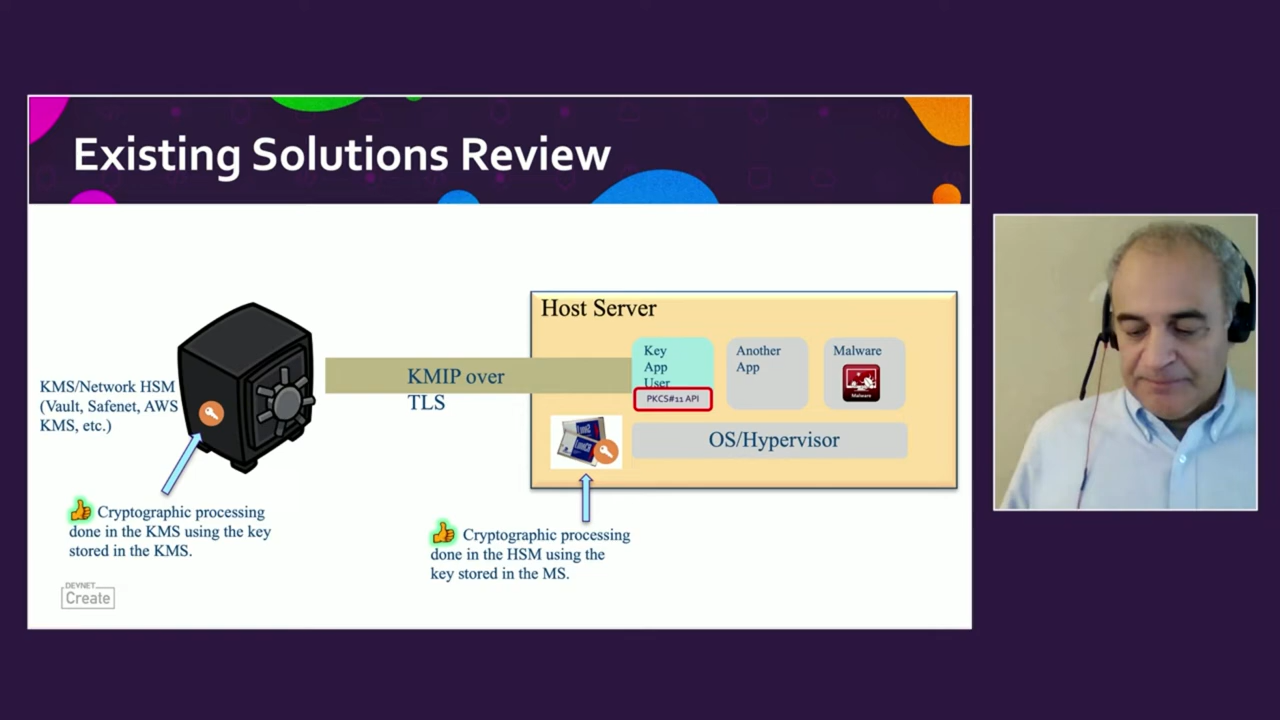 Existing Solutions Review
Host Server
Key
App
User
PKCS#11 API
Another
App
Malware
Malware
KMIP over
TLS
KMS/Network HSM
(Vault, Safenet, AWS
KMS, etc.)
OS/Hypervisor
Cryptographic processing
done in the KMS using the key
stored in the KMS.
Cryptographic processing
done in the HSM using the
key stored in the MS.
DEVNET
Create